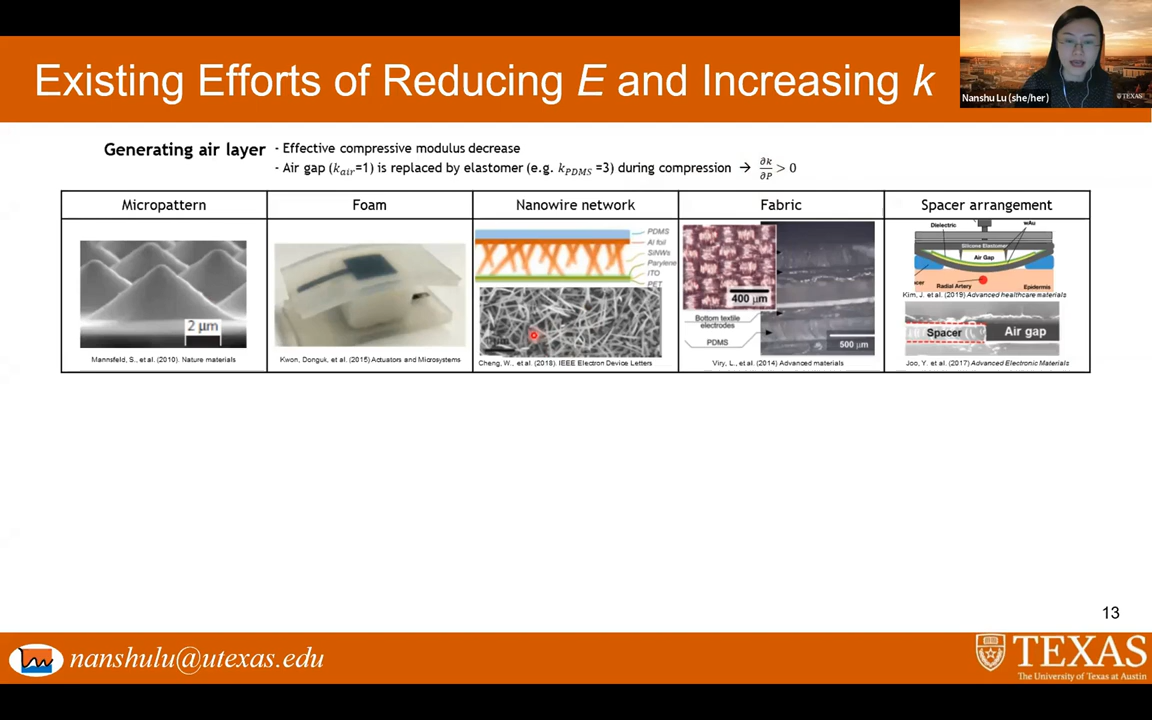 Existing Efforts of Reducing E and Increasing k
Nanshu Lu (she/her)
TEXAS
Generating air layer
- Effective compressive modulus decrease
- Air gap (k_air=1) is replaced by elastomer (e.g. k_PDMS =3) during compression → ∂k/∂P > 0
Micropattern
Foam
Nanowire network
Fabric
Spacer arrangement
2 μm
Mannsfeld, S., et al. (2010). Nature materials
Kwon, Donguk, et al. (2015) Actuators and Microsystems
PDMS
Al foil
SiNWs
Parylene
ITO
PET
Cheng, W., et al. (2018). IEEE Electron Device Letters
400 μm
Bottom textile
electrodes
PDMS
500 μm
Viry, L., et al. (2014) Advanced materials
Dielectric
wAu
Silicone Elastomer
Air Gap
Radial Artery
Epidermis
Kim, J. et al. (2019) Advanced healthcare materials
Spacer
Air gap
Joo, Y. et al. (2017) Advanced Electronic Materials
13
nanshulu@utexas.edu
TEXAS
The University of Texas at Austin